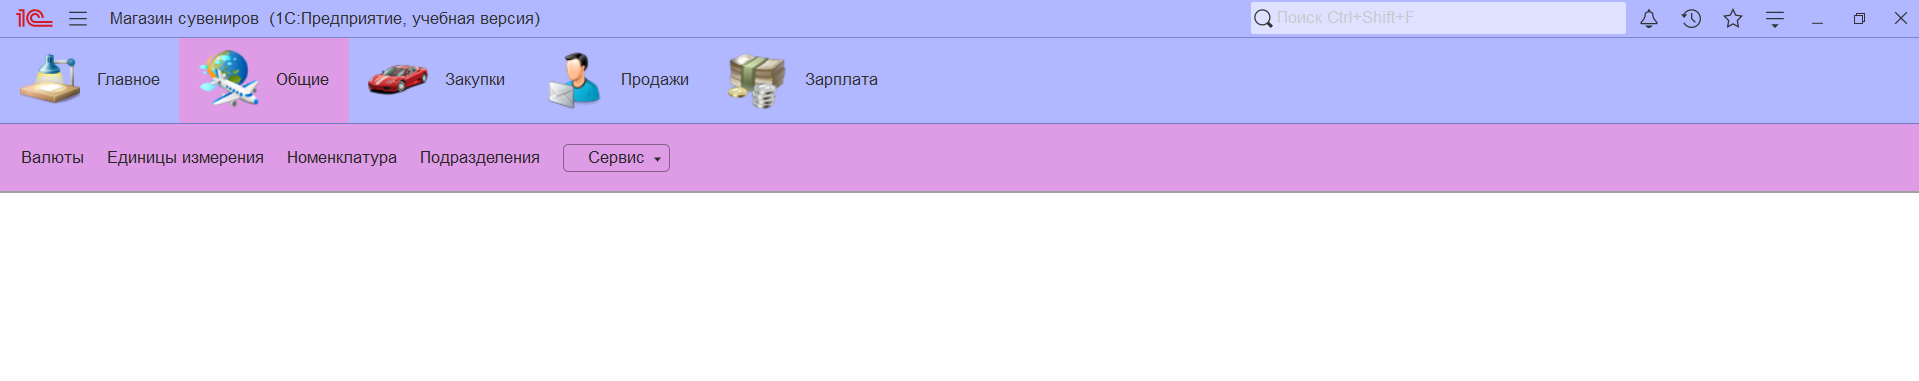 1С Магазин сувениров (1С:Предприятие, учебная версия) Поиск Ctrl+Shift+F
Главное Общие Закупки Продажи Зарплата
Валюты Единицы измерения Номенклатура Подразделения Сервис